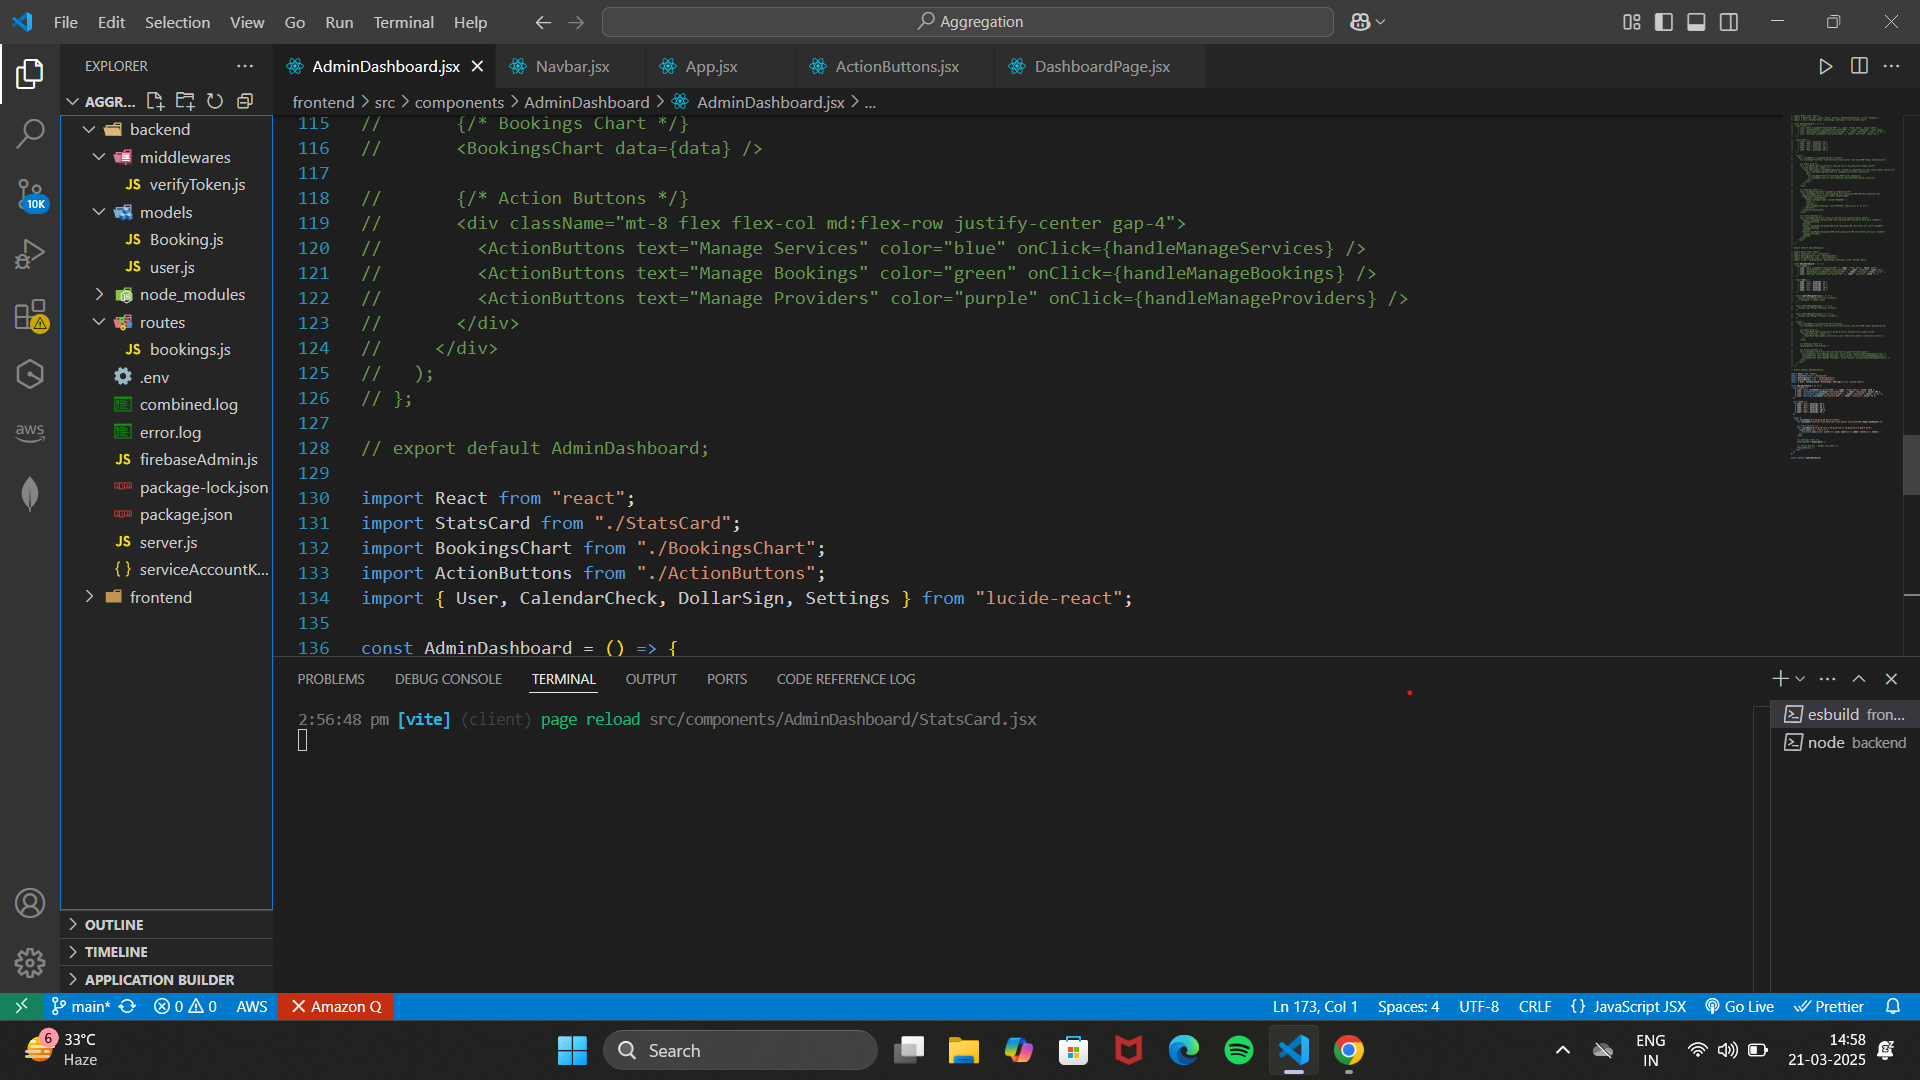 File Edit Selection View Go Run Terminal Help
Aggregation
EXPLORER
AGGR...
backend
middlewares
JS verifyToken.js
models
JS Booking.js
JS user.js
node_modules
routes
JS bookings.js
.env
combined.log
error.log
JS firebaseAdmin.js
package-lock.json
package.json
JS server.js
{} serviceAccountK...
frontend
OUTLINE
TIMELINE
APPLICATION BUILDER
10K
aws
AdminDashboard.jsx Navbar.jsx App.jsx ActionButtons.jsx DashboardPage.jsx
frontend > src > components > AdminDashboard > AdminDashboard.jsx > ...
115 // {/* Bookings Chart */}
116 // <BookingsChart data={data} />
117
118 // {/* Action Buttons */}
119 // <div className="mt-8 flex flex-col md:flex-row justify-center gap-4">
120 // <ActionButtons text="Manage Services" color="blue" onClick={handleManageServices} />
121 // <ActionButtons text="Manage Bookings" color="green" onClick={handleManageBookings} />
122 // <ActionButtons text="Manage Providers" color="purple" onClick={handleManageProviders} />
123 // </div>
124 // </div>
125 // );
126 // };
127
128 // export default AdminDashboard;
129
130 import React from "react";
131 import StatsCard from "./StatsCard";
132 import BookingsChart from "./BookingsChart";
133 import ActionButtons from "./ActionButtons";
134 import { User, CalendarCheck, DollarSign, Settings } from "lucide-react";
135
136 const AdminDashboard = () => {
PROBLEMS DEBUG CONSOLE TERMINAL OUTPUT PORTS CODE REFERENCE LOG
2:56:48 pm [vite] (client) page reload src/components/AdminDashboard/StatsCard.jsx
esbuild fron...
node backend
main* 0 0 AWS Amazon Q
Ln 173, Col 1 Spaces: 4 UTF-8 CRLF {} JavaScript JSX Go Live Prettier
6
33°C
Haze
Search
ENG
IN
14:58
21-03-2025